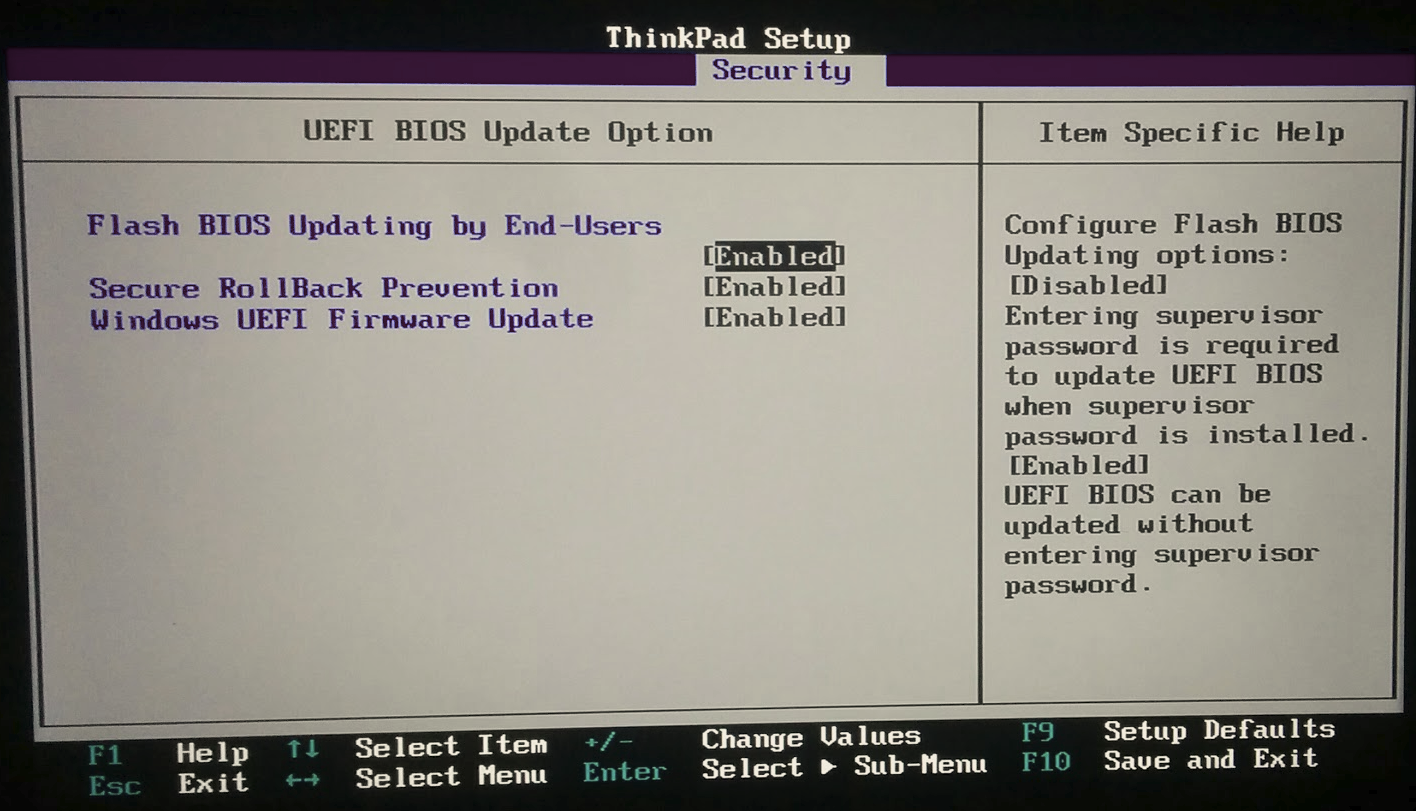 ThinkPad Setup
Security
UEFI BIOS Update Option
Item Specific Help
Flash BIOS Updating by End-Users
[Enabled]
Secure RollBack Prevention [Enabled]
Windows UEFI Firmware Update [Enabled]
Configure Flash BIOS
Updating options:
[Disabled]
Entering supervisor
password is required
to update UEFI BIOS
when supervisor
password is installed.
[Enabled]
UEFI BIOS can be
updated without
entering supervisor
password.
F1 Help ↑↓ Select Item +/- Change Values F9 Setup Defaults
Esc Exit ←→ Select Menu Enter Select ▶ Sub-Menu F10 Save and Exit